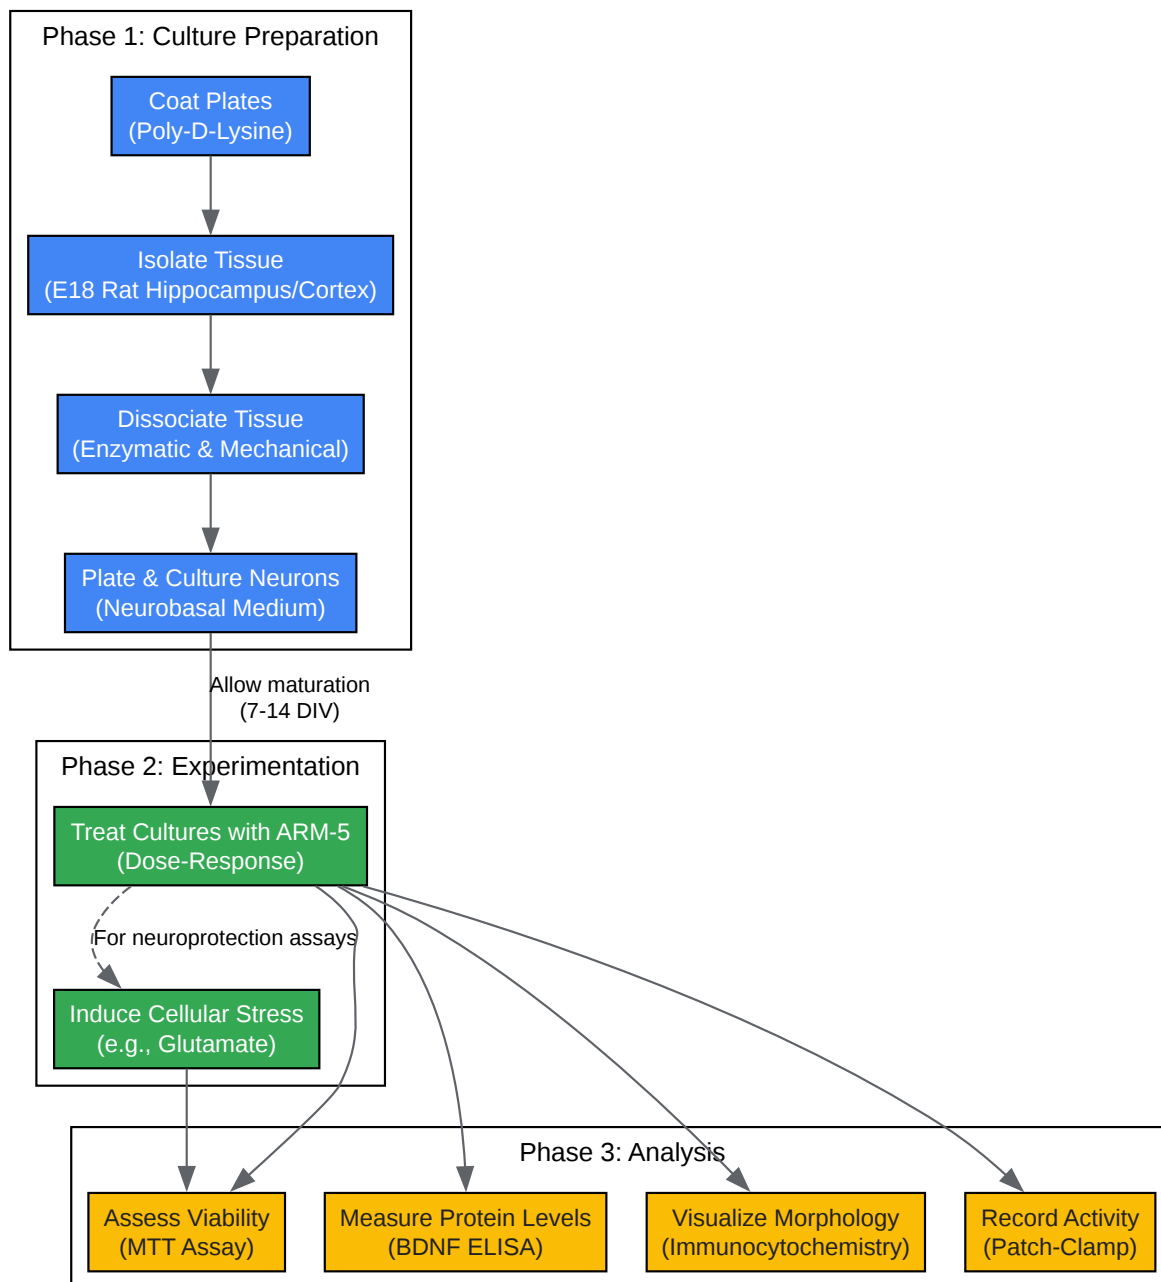 Phase 1: Culture Preparation
Coat Plates
(Poly-D-Lysine)
Isolate Tissue
(E18 Rat Hippocampus/Cortex)
Dissociate Tissue
(Enzymatic & Mechanical)
Plate & Culture Neurons
(Neurobasal Medium)
Allow maturation
(7-14 DIV)
Phase 2: Experimentation
Treat Cultures with ARM-5
(Dose-Response)
For neuroprotection assays
Induce Cellular Stress
(e.g., Glutamate)
Phase 3: Analysis
Assess Viability
(MTT Assay)
Measure Protein Levels
(BDNF ELISA)
Visualize Morphology
(Immunocytochemistry)
Record Activity
(Patch-Clamp)